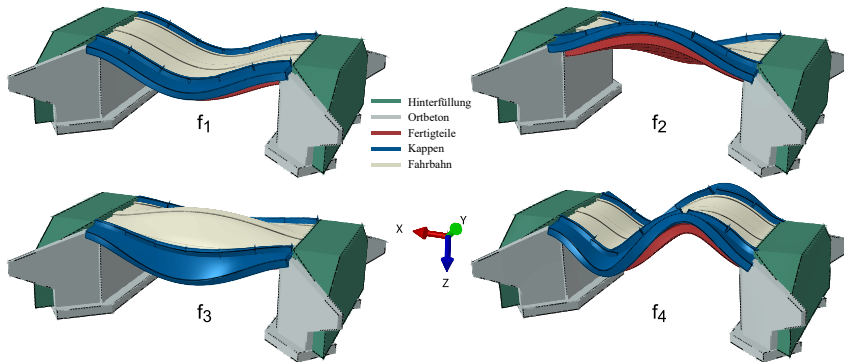 f1
f2
Hinterfüllung
Ortbeton
Fertigteile
Kappen
Fahrbahn
X
Y
Z
f3
f4